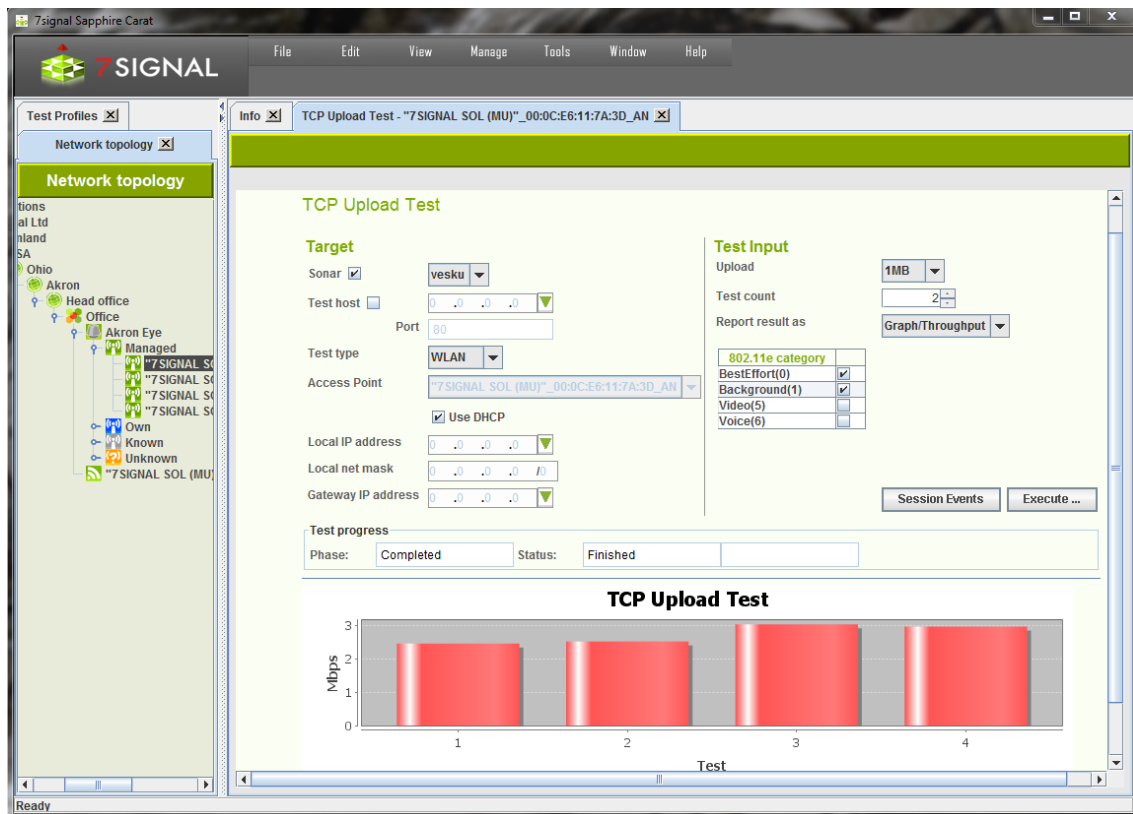 7signal Sapphire Carat
7SIGNAL
File Edit View Manage Tools Window Help
Test Profiles
Network topology
Network topology
tions
al Ltd
nland
SA
Ohio
Akron
Head office
Office
Akron Eye
Managed
"7SIGNAL SO
"7SIGNAL SO
"7SIGNAL SO
"7SIGNAL SO
Own
Known
Unknown
"7SIGNAL SOL (MU)
Info TCP Upload Test - "7SIGNAL SOL (MU)"_00:0C:E6:11:7A:3D_AN
TCP Upload Test
Target
Sonar vesku
Test host 0 .0 .0 .0
Port 80
Test type WLAN
Access Point "7SIGNAL SOL (MU)"_00:0C:E6:11:7A:3D_AN
Use DHCP
Local IP address 0 .0 .0 .0
Local net mask 0 .0 .0 .0 /0
Gateway IP address 0 .0 .0 .0
Test Input
Upload 1MB
Test count 2
Report result as Graph/Throughput
802.11e category
BestEffort(0)
Background(1)
Video(5)
Voice(6)
Session Events Execute ...
Test progress
Phase: Completed Status: Finished
TCP Upload Test
Mbps
3
2
1
0
1 2 3 4
Test
Ready